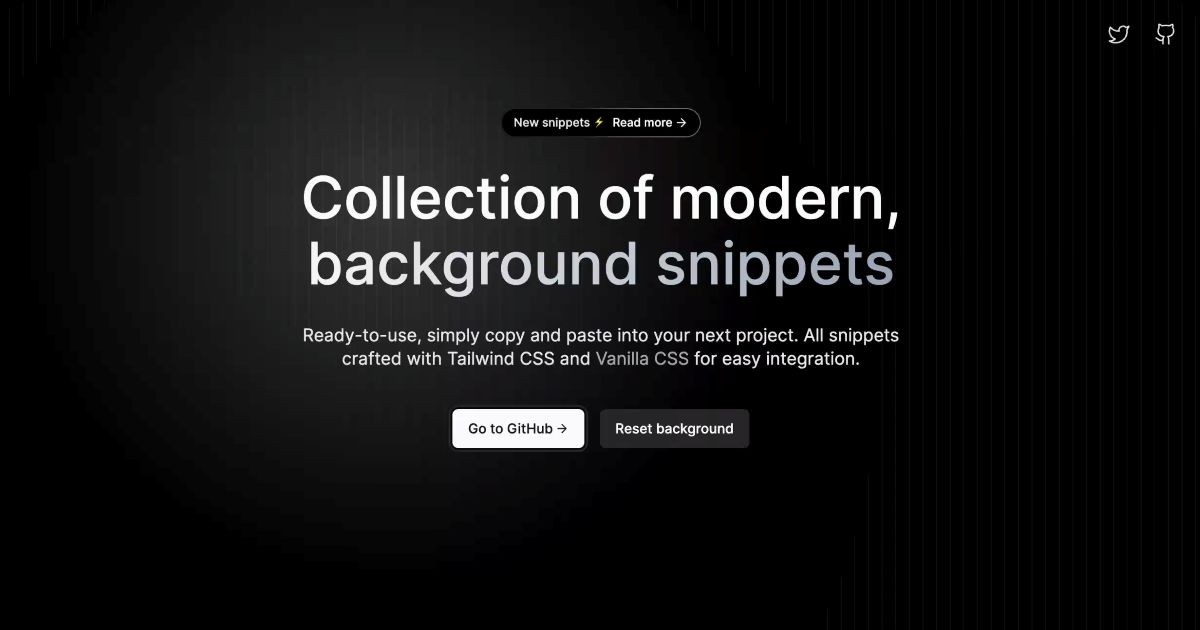 New snippets ⚡ Read more →
Collection of modern,
background snippets
Ready-to-use, simply copy and paste into your next project. All snippets
crafted with Tailwind CSS and Vanilla CSS for easy integration.
Go to GitHub →
Reset background